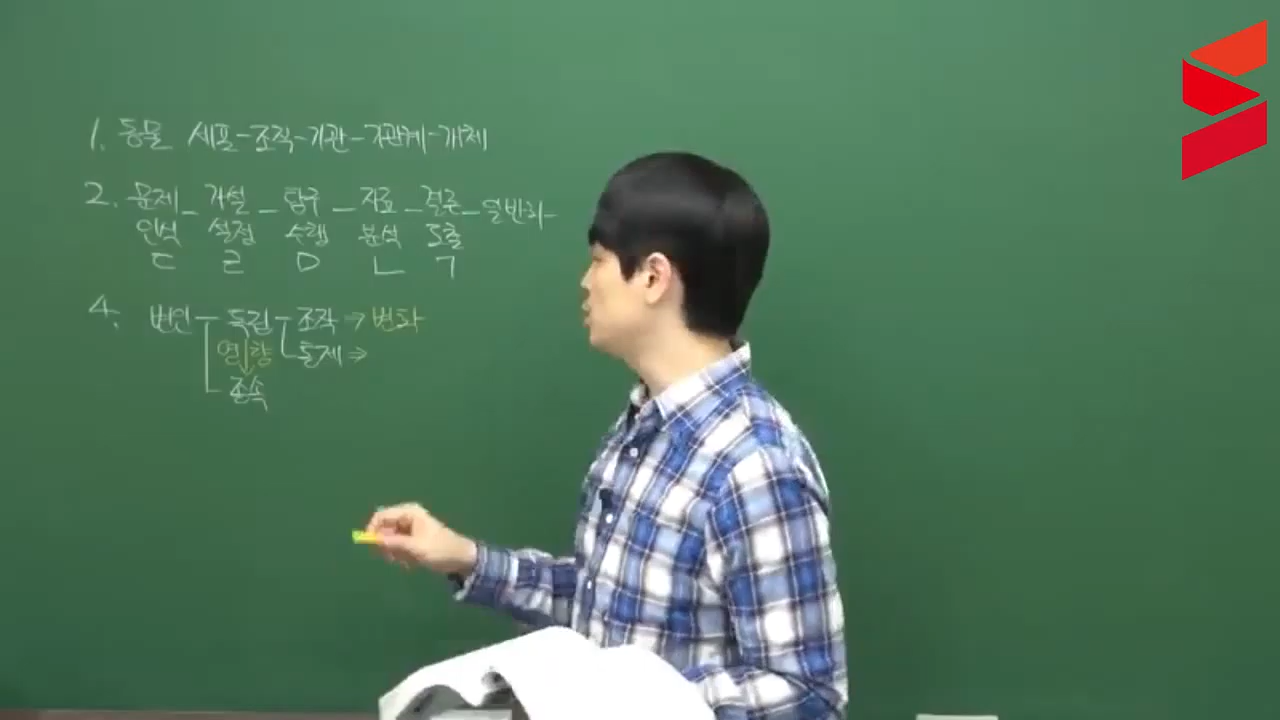 1. 동물 세포-조직-기관-기관계-개체
2. 문제 - 가설 - 탐구 - 자료 - 결론 - 일반화
인식 설정 수행 분석 도출
ㄷ ㄹ ㅁ ㄴ ㄱ
4. 변인 독립 조작 → 변화
영향 통제 ⇒
종속